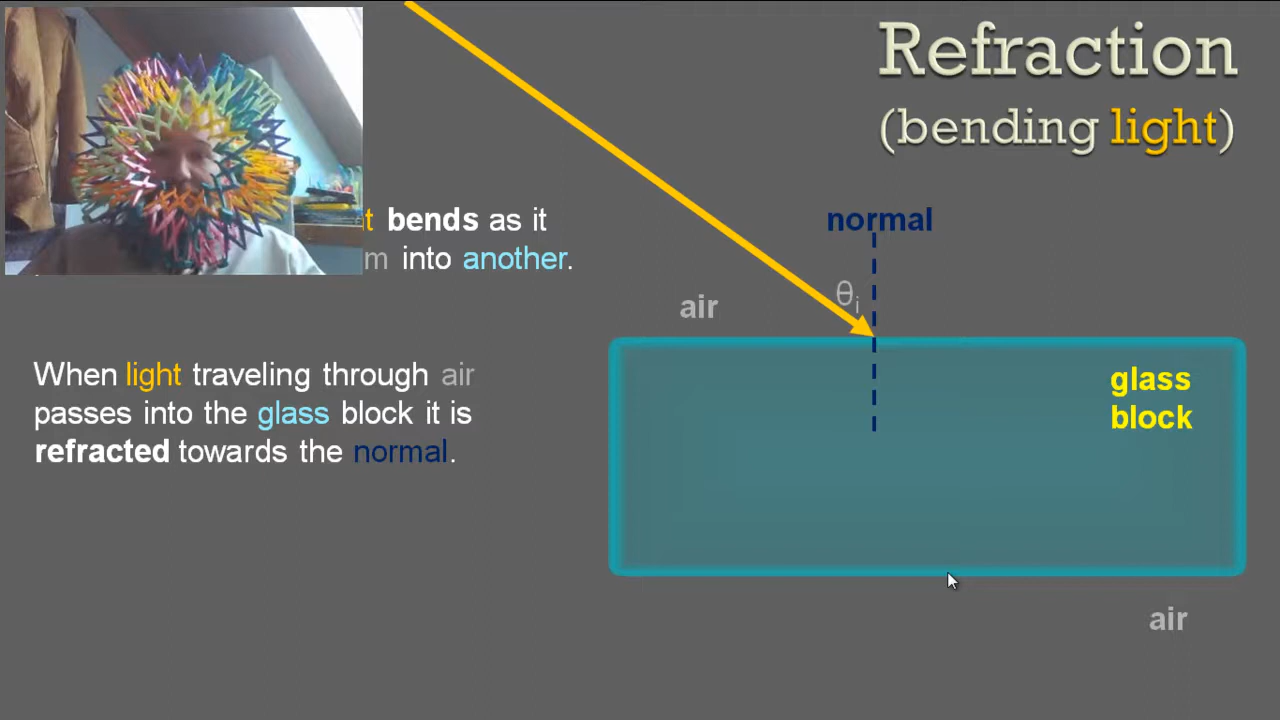 Refraction
(bending light)
t bends as it
m into another.
When light traveling through air
passes into the glass block it is
refracted towards the normal.
normal
θi
air
glass
block
air